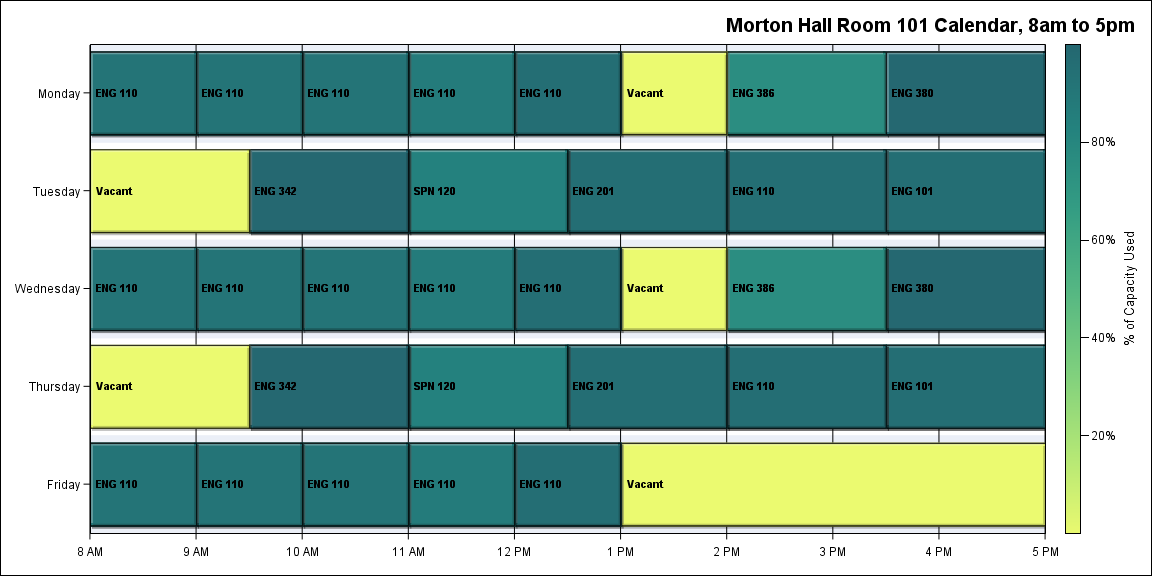 Morton Hall Room 101 Calendar, 8am to 5pm
Monday
ENG 110
ENG 110
ENG 110
ENG 110
ENG 110
Vacant
ENG 386
ENG 380
Tuesday
Vacant
ENG 342
SPN 120
ENG 201
ENG 110
ENG 101
Wednesday
ENG 110
ENG 110
ENG 110
ENG 110
ENG 110
Vacant
ENG 386
ENG 380
Thursday
Vacant
ENG 342
SPN 120
ENG 201
ENG 110
ENG 101
Friday
ENG 110
ENG 110
ENG 110
ENG 110
ENG 110
Vacant
8 AM
9 AM
10 AM
11 AM
12 PM
1 PM
2 PM
3 PM
4 PM
5 PM
80%
60%
40%
20%
% of Capacity Used